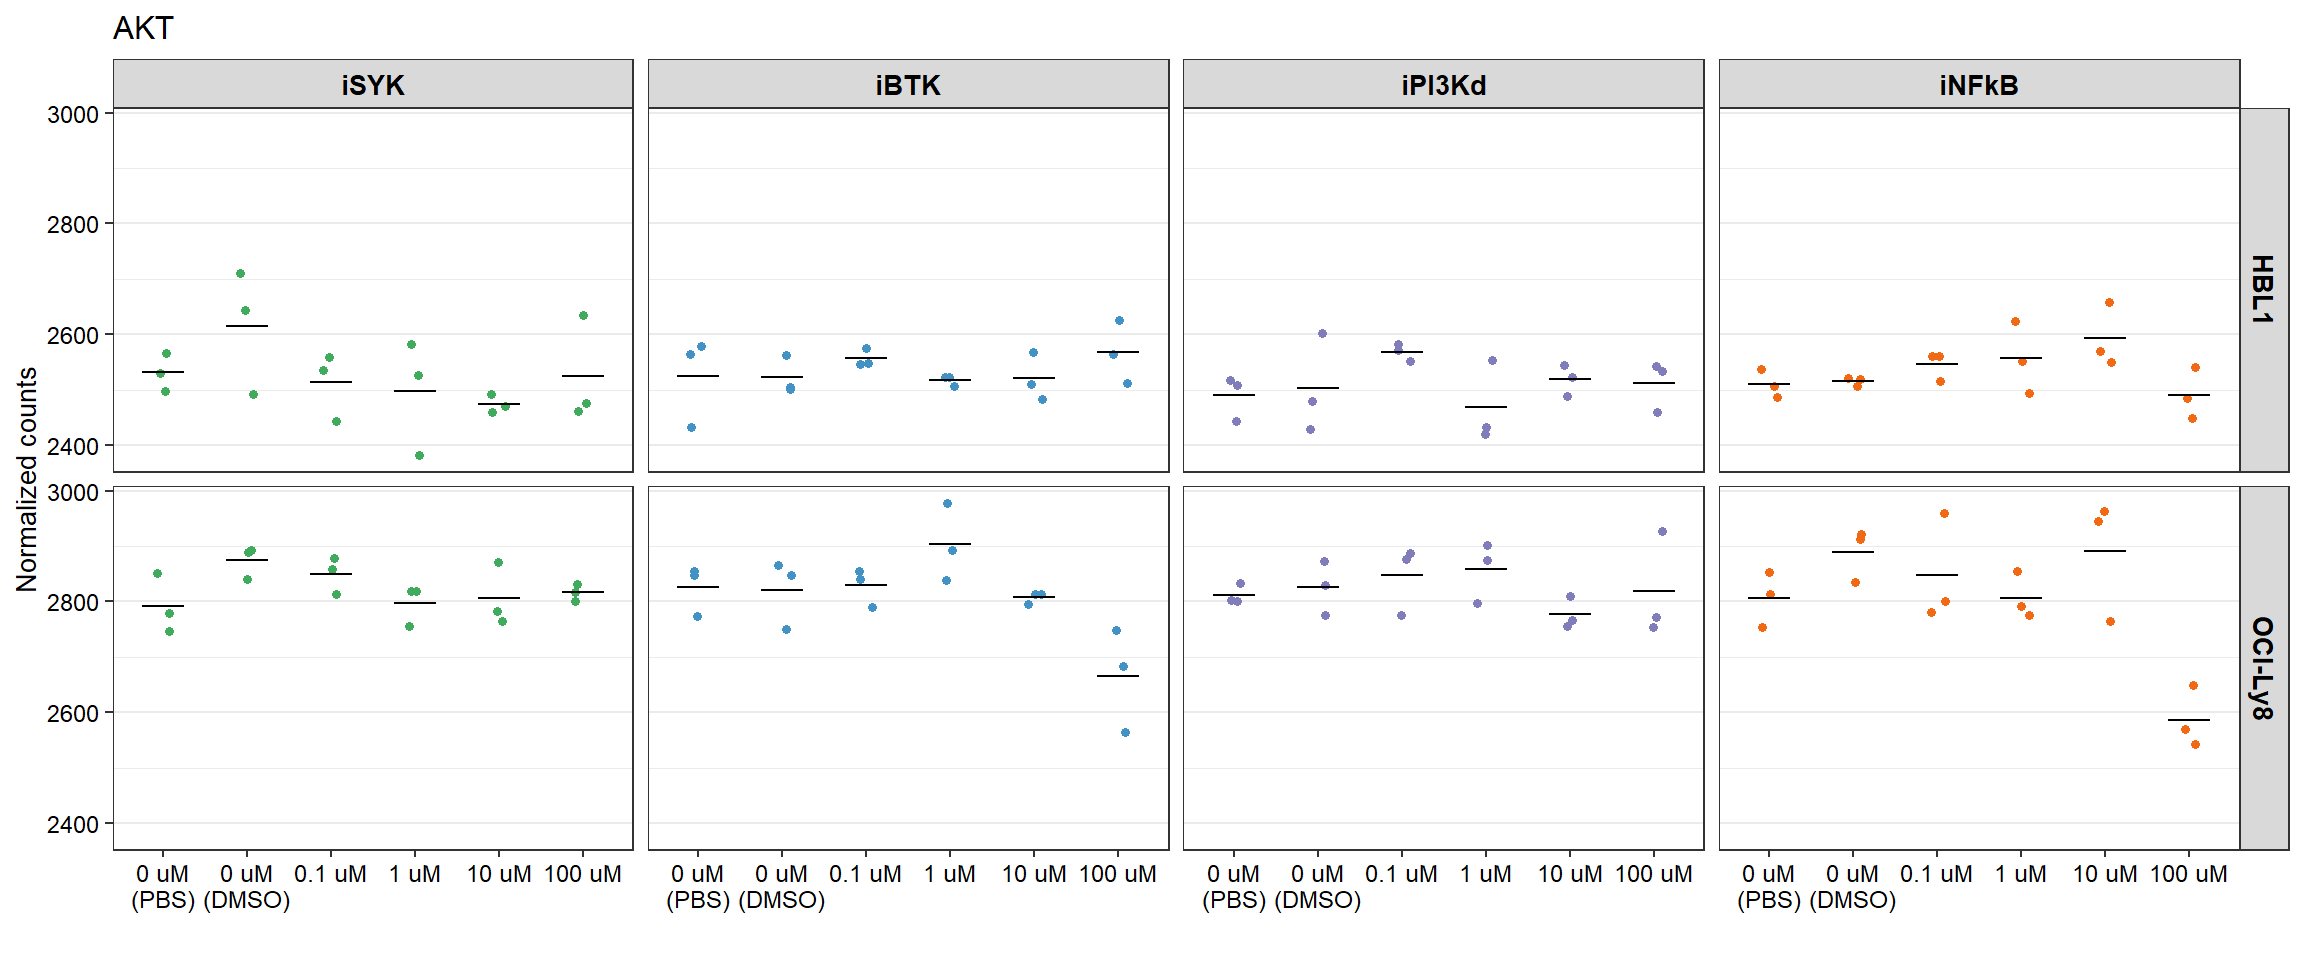 AKT
iSYK iBTK iPI3Kd iNFkB
3000
2800
2600
2400
HBL1
Normalized counts
3000
2800
2600
2400
OCI-Ly8
0 uM 0 uM 0.1 uM 1 uM 10 uM 100 uM 0 uM 0 uM 0.1 uM 1 uM 10 uM 100 uM 0 uM 0 uM 0.1 uM 1 uM 10 uM 100 uM 0 uM 0 uM 0.1 uM 1 uM 10 uM 100 uM
(PBS) (DMSO) (PBS) (DMSO) (PBS) (DMSO) (PBS) (DMSO)